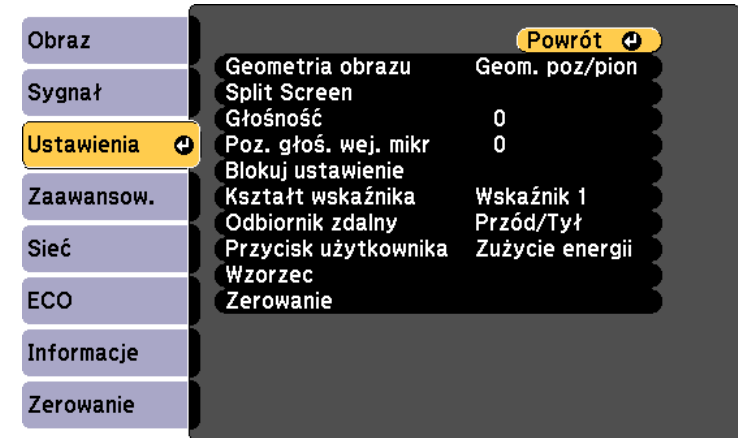 Obraz
Sygnał
Ustawienia
Zaawansow.
Sieć
ECO
Informacje
Zerowanie
Powrót
Geometria obrazu Geom. poz/pion
Split Screen
Głośność 0
Poz. głoś. wej. mikr 0
Blokuj ustawienie
Kształt wskaźnika Wskaźnik 1
Odbiornik zdalny Przód/Tył
Przycisk użytkownika Zużycie energii
Wzorzec
Zerowanie